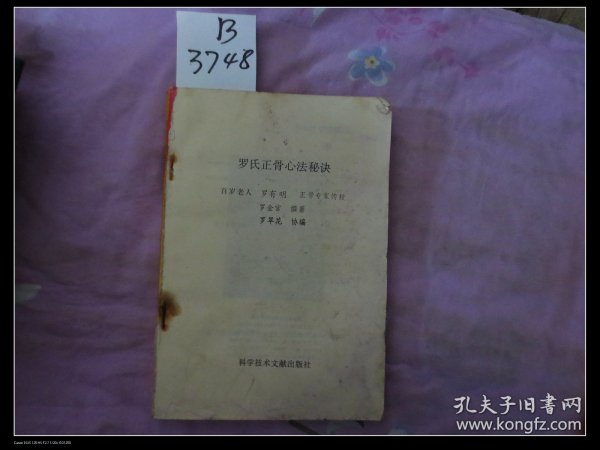 B
3748
罗氏正骨心法秘诀
百岁老人 罗有明 正骨专家传授
罗金官 编著
罗翠花 协编
科学技术文献出版社
孔夫子旧书网
www.kongfz.com